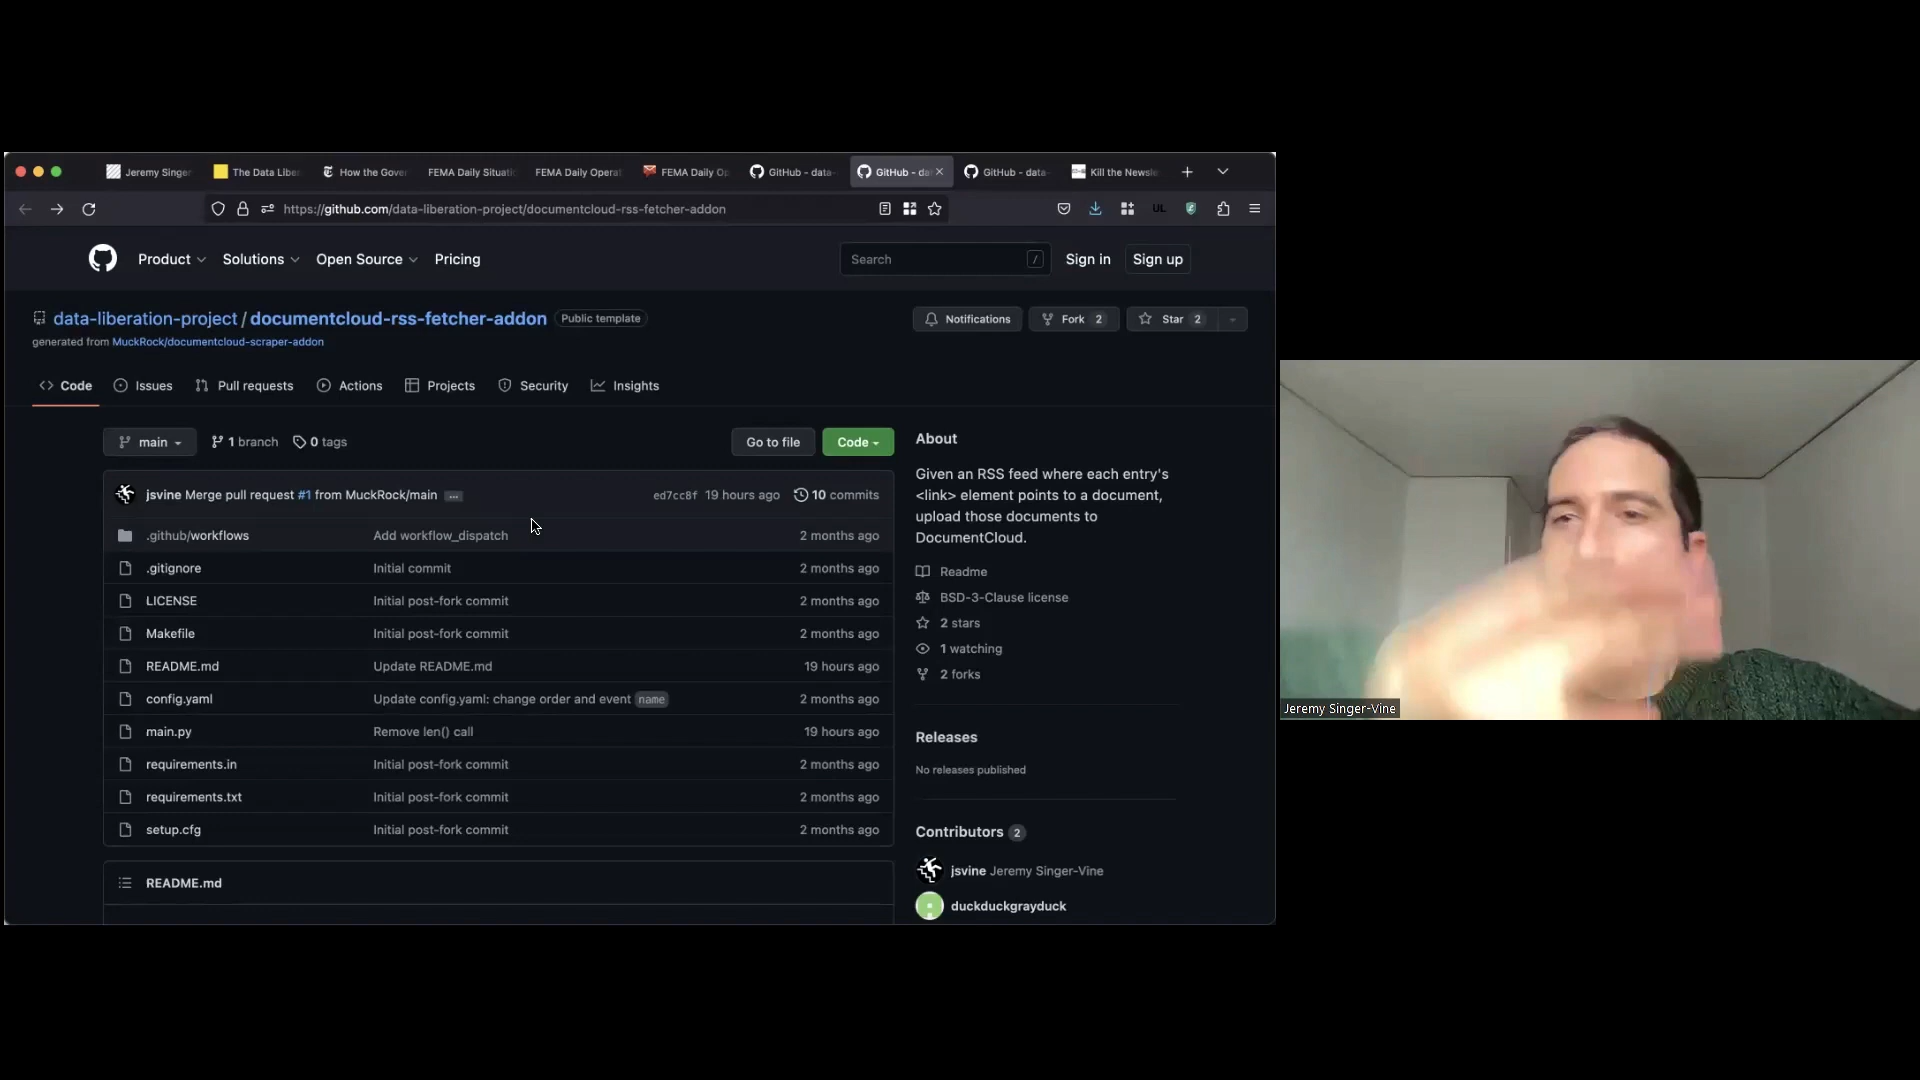 Jeremy Singer
The Data Liber
How the Gover
FEMA Daily Situati
FEMA Daily Operat
FEMA Daily Op
GitHub - data-
GitHub - dat
GitHub - data-
Kill the Newsle
https://github.com/data-liberation-project/documentcloud-rss-fetcher-addon
UL
Product
Solutions
Open Source
Pricing
Search
/
Sign in
Sign up
data-liberation-project / documentcloud-rss-fetcher-addon
Public template
Notifications
Fork 2
Star 2
generated from MuckRock/documentcloud-scraper-addon
Code
Issues
Pull requests
Actions
Projects
Security
Insights
main
1 branch
0 tags
Go to file
Code
jsvine Merge pull request #1 from MuckRock/main ...
ed7cc8f 19 hours ago
10 commits
.github/workflows Add workflow_dispatch 2 months ago
.gitignore Initial commit 2 months ago
LICENSE Initial post-fork commit 2 months ago
Makefile Initial post-fork commit 2 months ago
README.md Update README.md 19 hours ago
config.yaml Update config.yaml: change order and event name 2 months ago
main.py Remove len() call 19 hours ago
requirements.in Initial post-fork commit 2 months ago
requirements.txt Initial post-fork commit 2 months ago
setup.cfg Initial post-fork commit 2 months ago
README.md
About
Given an RSS feed where each entry's
<link> element points to a document,
upload those documents to
DocumentCloud.
Readme
BSD-3-Clause license
2 stars
1 watching
2 forks
Releases
No releases published
Contributors 2
jsvine Jeremy Singer-Vine
duckduckgrayduck
Jeremy Singer-Vine